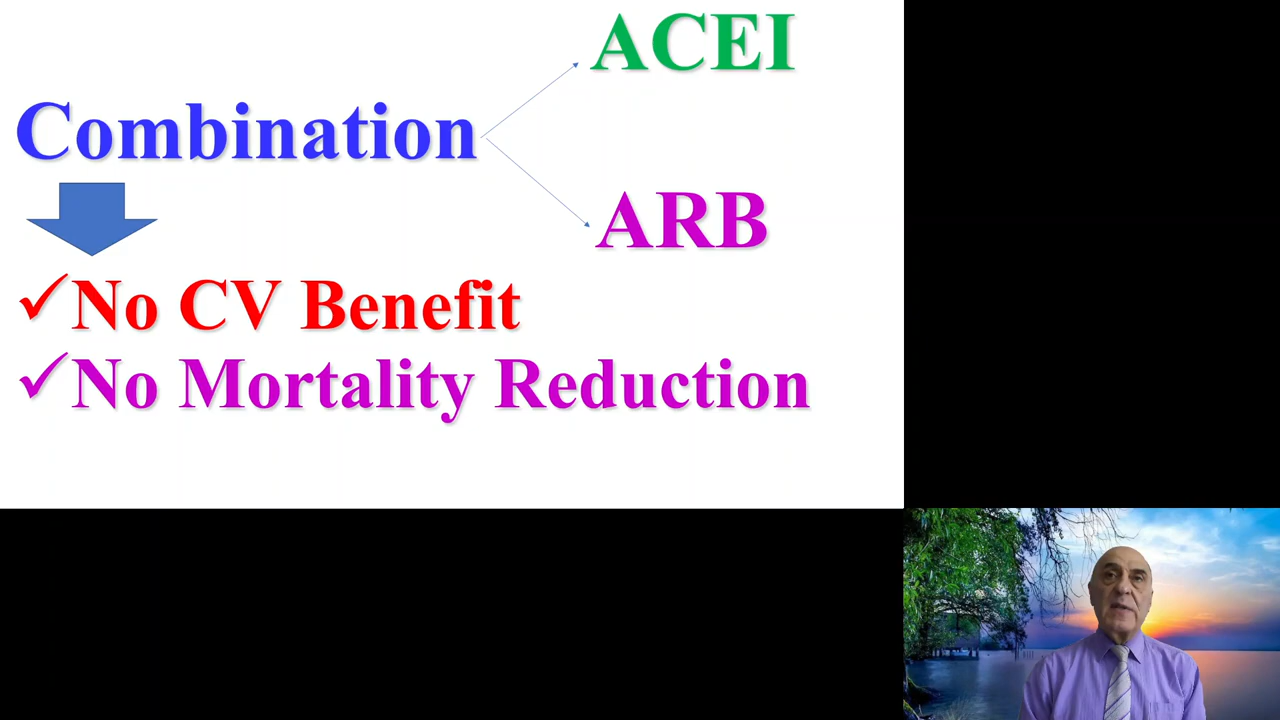 ACEI
Combination
ARB
✓No CV Benefit
✓No Mortality Reduction